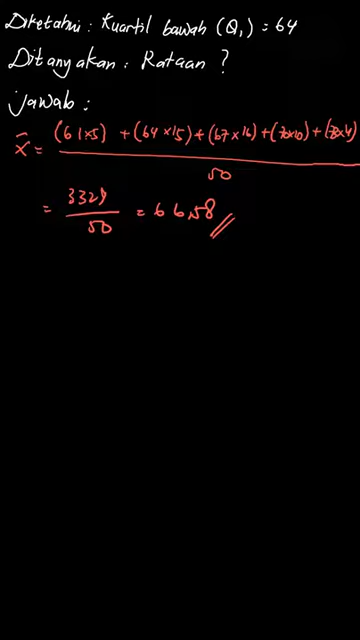 Diketahui : Kuartil bawah (Q₁) = 64
Ditanyakan : Rataan ?
Jawab :
x̄ = (61×5) + (64×15) + (67×16) + (70×10) + (73×4)
50
= 3329
50
= 66,58